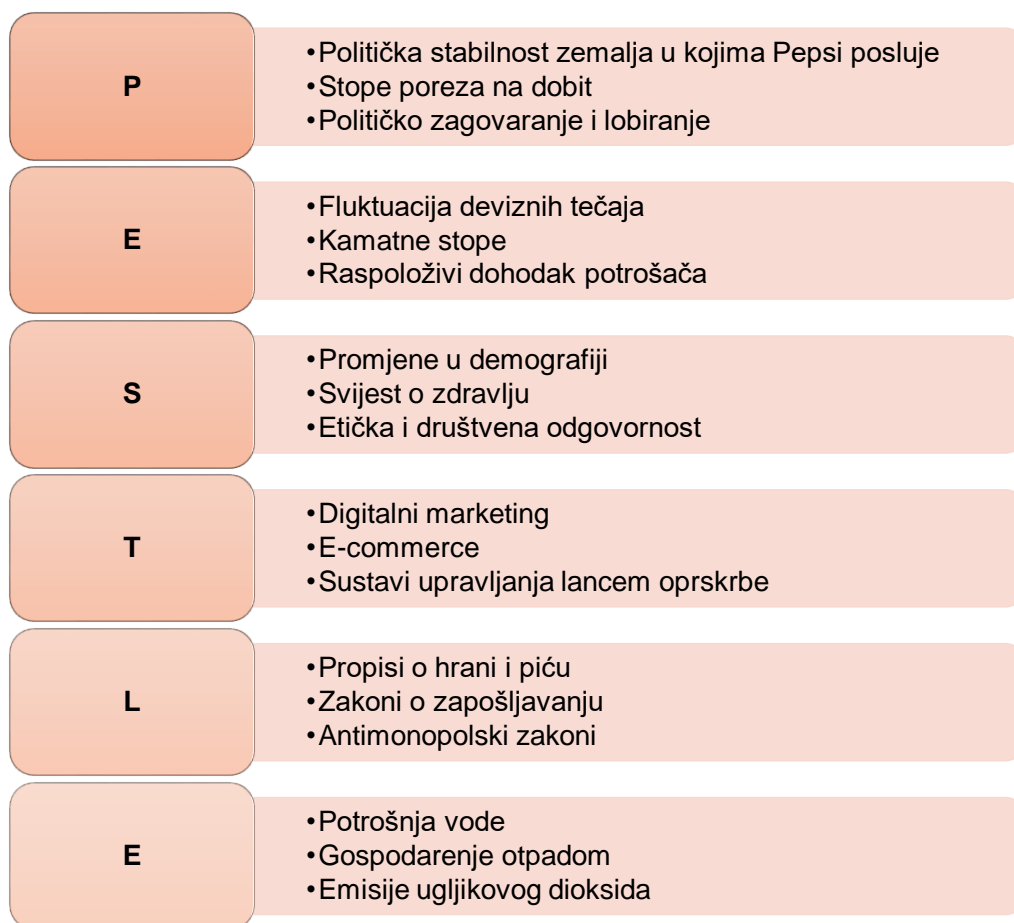 P
•Politička stabilnost zemalja u kojima Pepsi posluje
•Stope poreza na dobit
•Političko zagovaranje i lobiranje
E
•Fluktuacija deviznih tečaja
•Kamatne stope
•Raspoloživi dohodak potrošača
S
•Promjene u demografiji
•Svijest o zdravlju
•Etička i društvena odgovornost
T
•Digitalni marketing
•E-commerce
•Sustavi upravljanja lancem oprskrbe
L
•Propisi o hrani i piću
•Zakoni o zapošljavanju
•Antimonopolski zakoni
E
•Potrošnja vode
•Gospodarenje otpadom
•Emisije ugljikovog dioksida